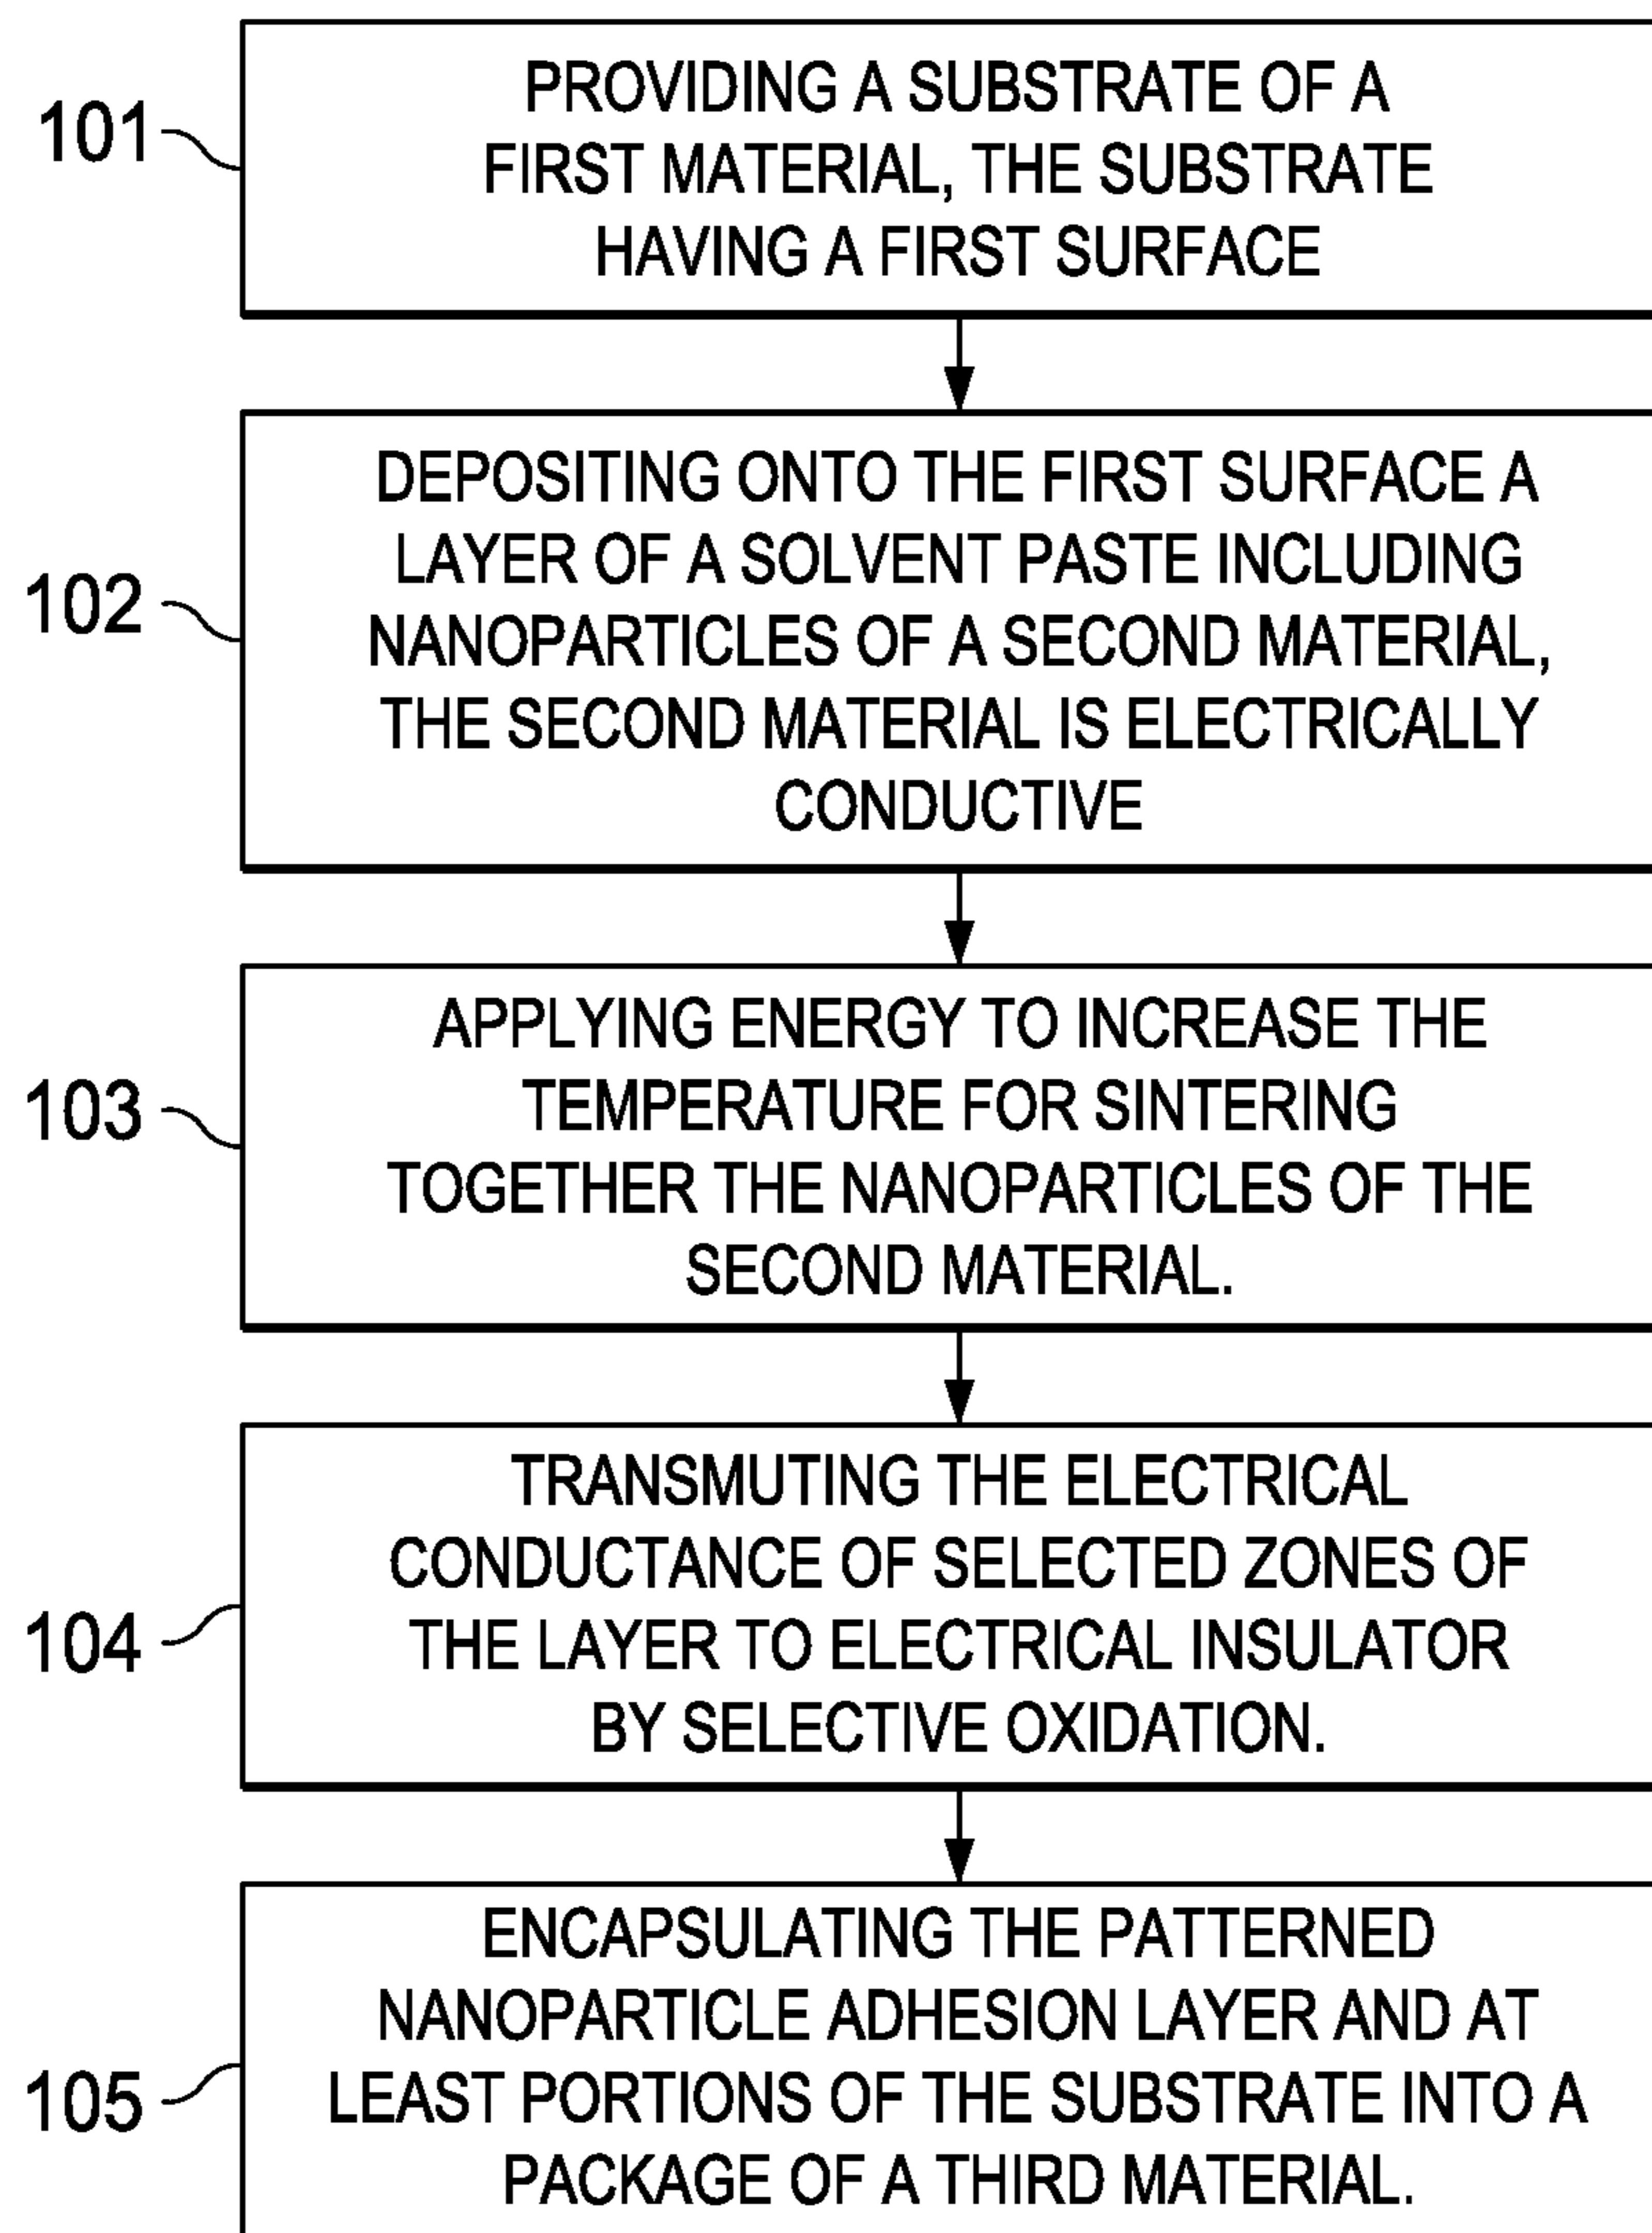 PROVIDING A SUBSTRATE OF A
FIRST MATERIAL, THE SUBSTRATE
HAVING A FIRST SURFACE
101
DEPOSITING ONTO THE FIRST SURFACE A
LAYER OF A SOLVENT PASTE INCLUDING
NANOPARTICLES OF A SECOND MATERIAL,
THE SECOND MATERIAL IS ELECTRICALLY
CONDUCTIVE
102
APPLYING ENERGY TO INCREASE THE
TEMPERATURE FOR SINTERING
TOGETHER THE NANOPARTICLES OF THE
SECOND MATERIAL.
103
TRANSMUTING THE ELECTRICAL
CONDUCTANCE OF SELECTED ZONES OF
THE LAYER TO ELECTRICAL INSULATOR
BY SELECTIVE OXIDATION.
104
ENCAPSULATING THE PATTERNED
NANOPARTICLE ADHESION LAYER AND AT
LEAST PORTIONS OF THE SUBSTRATE INTO A
PACKAGE OF A THIRD MATERIAL.
105